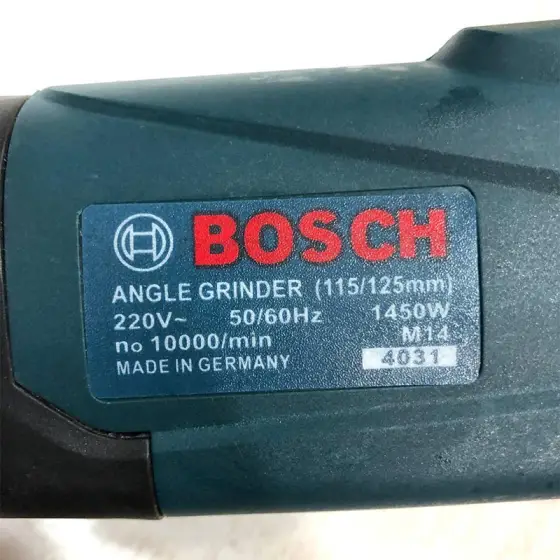 BOSCH
ANGLE GRINDER (115/125mm)
220V~ 50/60Hz 1450W
no 10000/min M14
MADE IN GERMANY 4031